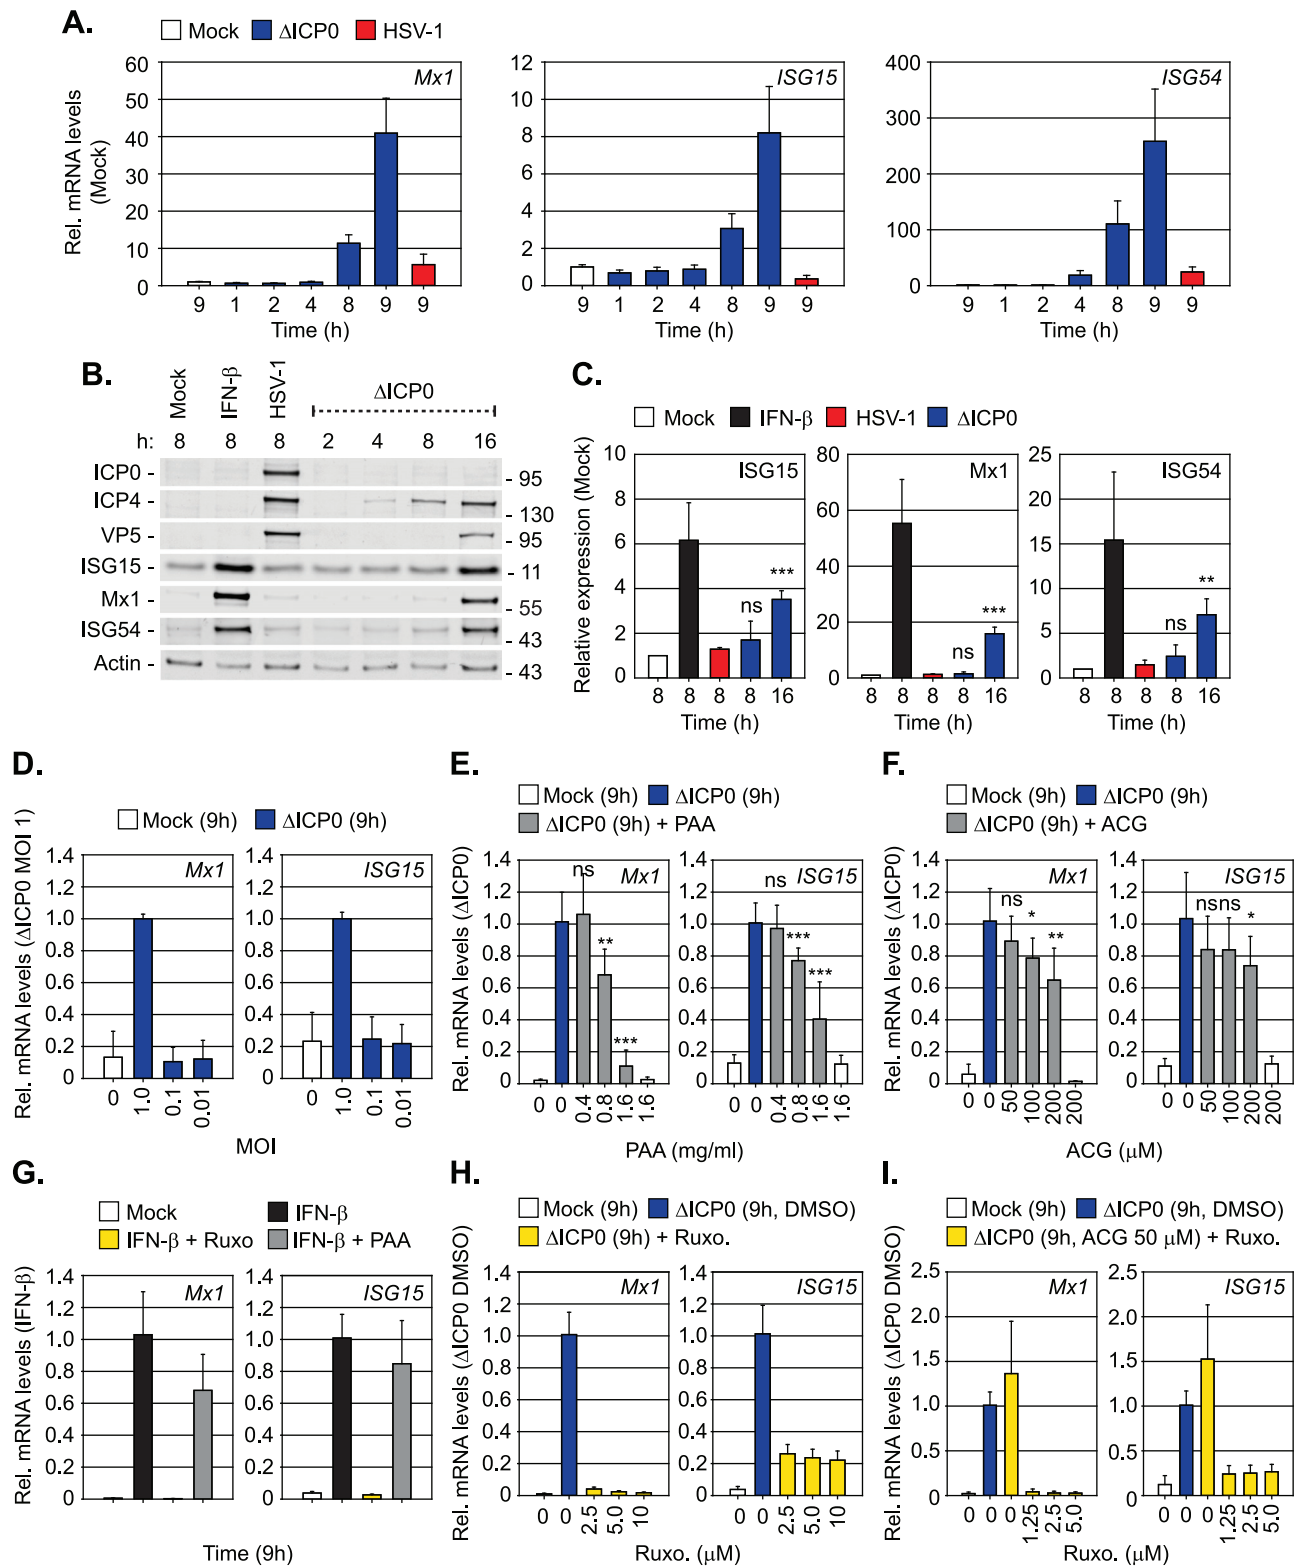 A.
Mock ΔICP0 HSV-1
Rel. mRNA levels
(Mock)
60 50 40 30 20 10 0
Mx1
9 1 2 4 8 9 9
Time (h)
12 10 8 6 4 2 0
ISG15
9 1 2 4 8 9 9
Time (h)
400 300 200 100 0
ISG54
9 1 2 4 8 9 9
Time (h)
B.
Mock IFN-β HSV-1 ΔICP0
h: 8 8 8 2 4 8 16
ICP0 - - 95
ICP4 - - 130
VP5 - - 95
ISG15 - - 11
Mx1 - - 55
ISG54 - - 43
Actin - - 43
C.
Mock IFN-β HSV-1 ΔICP0
Relative expression (Mock)
10 8 6 4 2 0
ISG15
ns ***
8 8 8 8 16
Time (h)
80 60 40 20 0
Mx1
ns ***
8 8 8 8 16
Time (h)
25 20 15 10 5 0
ISG54
ns **
8 8 8 8 16
Time (h)
D.
Mock (9h) ΔICP0 (9h)
Rel. mRNA levels (ΔICP0 MOI 1)
1.4 1.2 1.0 0.8 0.6 0.4 0.2 0
Mx1
0 1.0 0.1 0.01
1.4 1.2 1.0 0.8 0.6 0.4 0.2 0
ISG15
0 1.0 0.1 0.01
MOI
E.
Mock (9h) ΔICP0 (9h)
ΔICP0 (9h) + PAA
Rel. mRNA levels (ΔICP0)
1.4 1.2 1.0 0.8 0.6 0.4 0.2 0
Mx1
ns ** ***
0 0 0.4 0.8 1.6 1.6
1.4 1.2 1.0 0.8 0.6 0.4 0.2 0
ISG15
ns *** ***
0 0 0.4 0.8 1.6 1.6
PAA (mg/ml)
F.
Mock (9h) ΔICP0 (9h)
ΔICP0 (9h) + ACG
Rel. mRNA levels (ΔICP0)
1.4 1.2 1.0 0.8 0.6 0.4 0.2 0
Mx1
ns * **
0 0 50 100 200 200
1.4 1.2 1.0 0.8 0.6 0.4 0.2 0
ISG15
ns ns *
0 0 50 100 200 200
ACG (μM)
G.
Mock IFN-β
IFN-β + Ruxo IFN-β + PAA
Rel. mRNA levels (IFN-β)
1.4 1.2 1.0 0.8 0.6 0.4 0.2 0
Mx1
1.4 1.2 1.0 0.8 0.6 0.4 0.2 0
ISG15
Time (9h)
H.
Mock (9h) ΔICP0 (9h, DMSO)
ΔICP0 (9h) + Ruxo.
Rel. mRNA levels (ΔICP0 DMSO)
1.4 1.2 1.0 0.8 0.6 0.4 0.2 0
Mx1
0 0 2.5 5.0 10
1.4 1.2 1.0 0.8 0.6 0.4 0.2 0
ISG15
0 0 2.5 5.0 10
Ruxo. (μM)
I.
Mock (9h) ΔICP0 (9h, DMSO)
ΔICP0 (9h, ACG 50 μM) + Ruxo.
Rel. mRNA levels (ΔICP0 DMSO)
2.5 2.0 1.5 1.0 0.5 0
Mx1
0 0 0 1.25 2.5 5.0
2.5 2.0 1.5 1.0 0.5 0
ISG15
0 0 0 1.25 2.5 5.0
Ruxo. (μM)